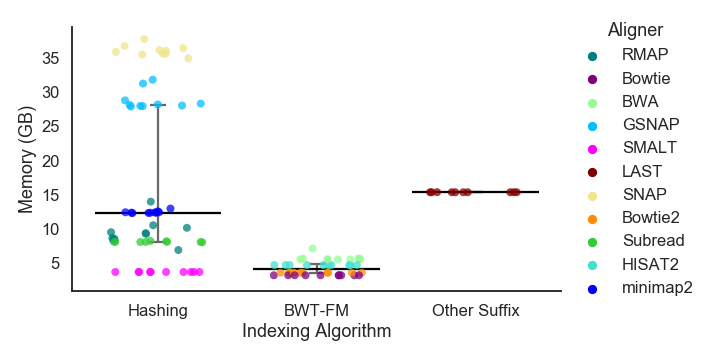 Aligner
35
30
25
20
15
10
5
Memory (GB)
RMAP
Bowtie
BWA
GSNAP
SMALT
LAST
SNAP
Bowtie2
Subread
HISAT2
minimap2
Hashing
BWT-FM
Other Suffix
Indexing Algorithm